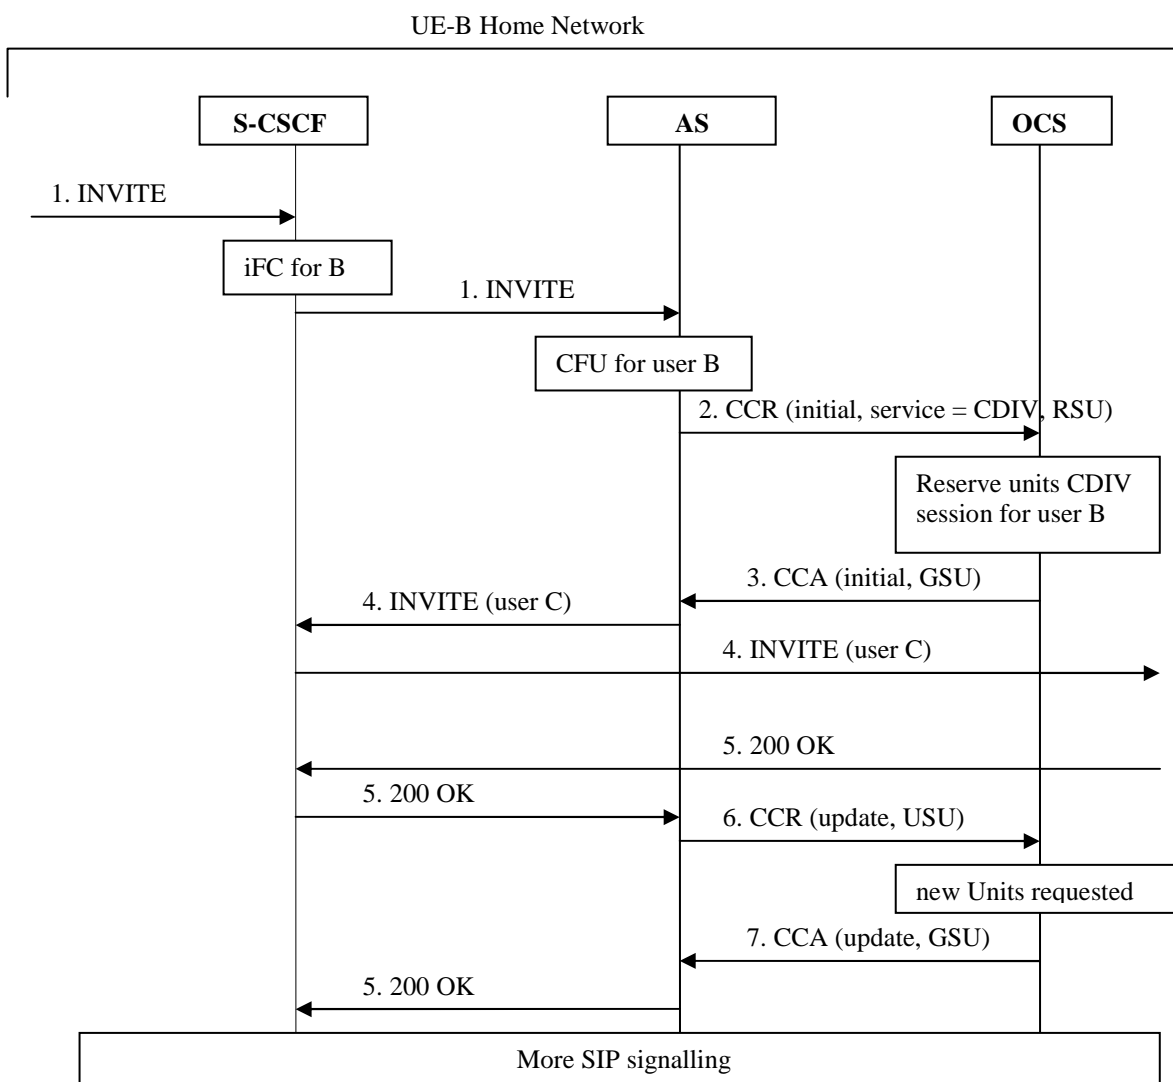 UE-B Home Network
S-CSCF
AS
OCS
1. INVITE
iFC for B
1. INVITE
CFU for user B
2. CCR (initial, service = CDIV, RSU)
Reserve units CDIV
session for user B
3. CCA (initial, GSU)
4. INVITE (user C)
4. INVITE (user C)
5. 200 OK
5. 200 OK
6. CCR (update, USU)
new Units requested
7. CCA (update, GSU)
5. 200 OK
More SIP signalling